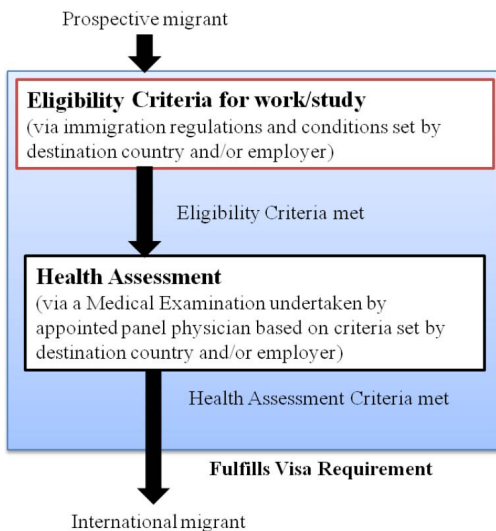 Prospective migrant
Eligibility Criteria for work/study
(via immigration regulations and conditions set by
destination country and/or employer)
Eligibility Criteria met
Health Assessment
(via a Medical Examination undertaken by
appointed panel physician based on criteria set by
destination country and/or employer)
Health Assessment Criteria met
Fulfills Visa Requirement
International migrant